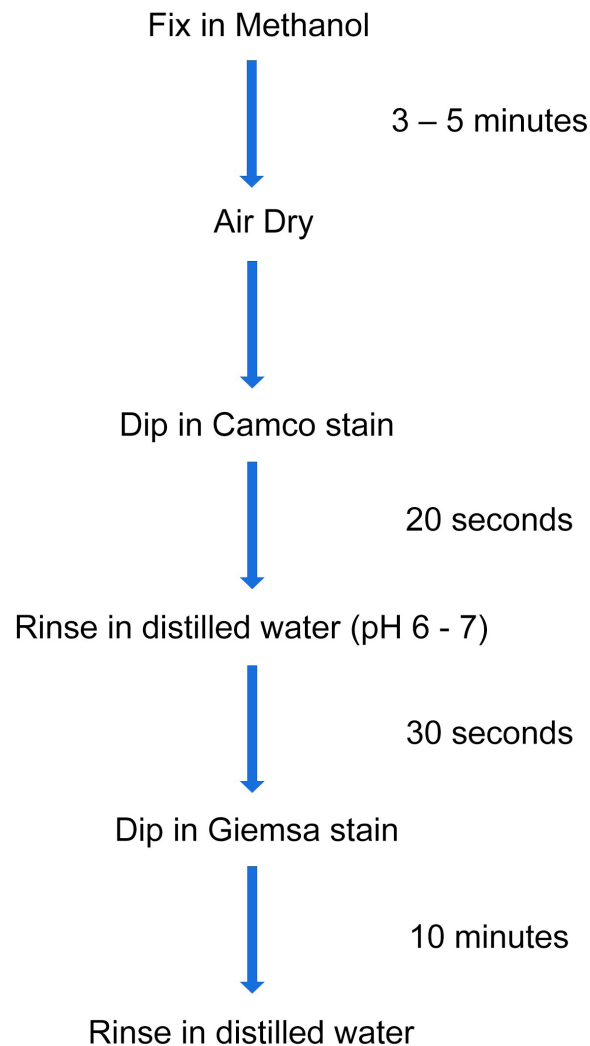 Fix in Methanol
3 – 5 minutes
Air Dry
Dip in Camco stain
20 seconds
Rinse in distilled water (pH 6 - 7)
30 seconds
Dip in Giemsa stain
10 minutes
Rinse in distilled water